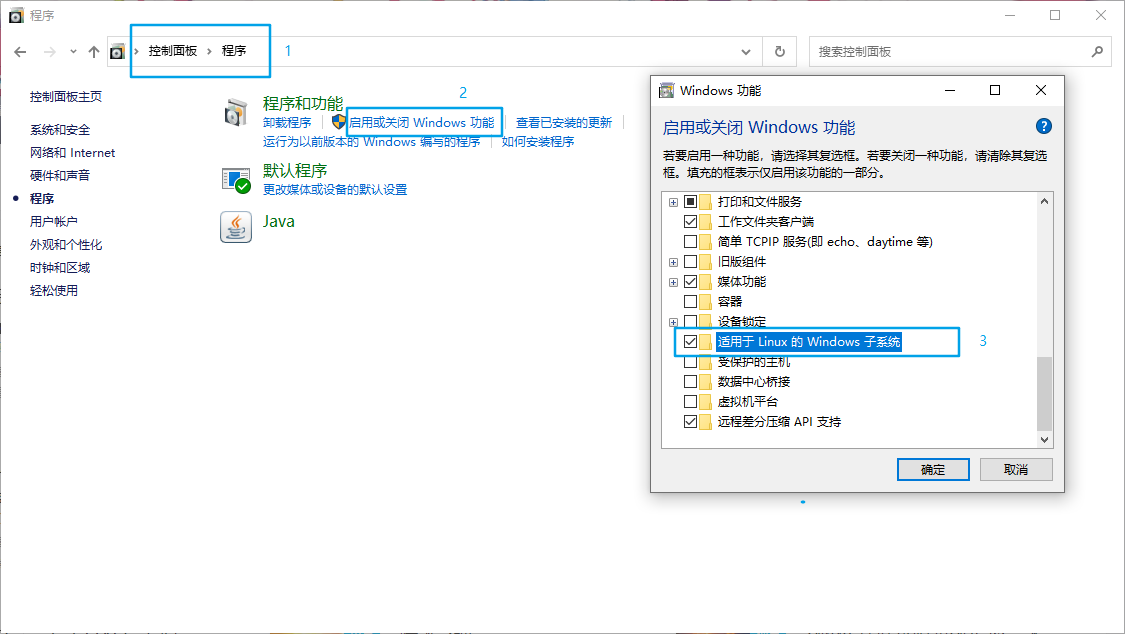 程序
控制面板 › 程序
1
搜索控制面板
控制面板主页
系统和安全
网络和 Internet
硬件和声音
程序
用户帐户
外观和个性化
时钟和区域
轻松使用
程序和功能
2
卸载程序
启用或关闭 Windows 功能
查看已安装的更新
运行为以前版本的 Windows 编写的程序
如何安装程序
默认程序
更改媒体或设备的默认设置
Java
Windows 功能
启用或关闭 Windows 功能
?
若要启用一种功能，请选择其复选框。若要关闭一种功能，请清除其复选
框。填充的框表示仅启用该功能的一部分。
打印和文件服务
工作文件夹客户端
简单 TCPIP 服务(即 echo、daytime 等)
旧版组件
媒体功能
容器
设备锁定
适用于 Linux 的 Windows 子系统
3
受保护的主机
数据中心桥接
虚拟机平台
远程差分压缩 API 支持
确定
取消